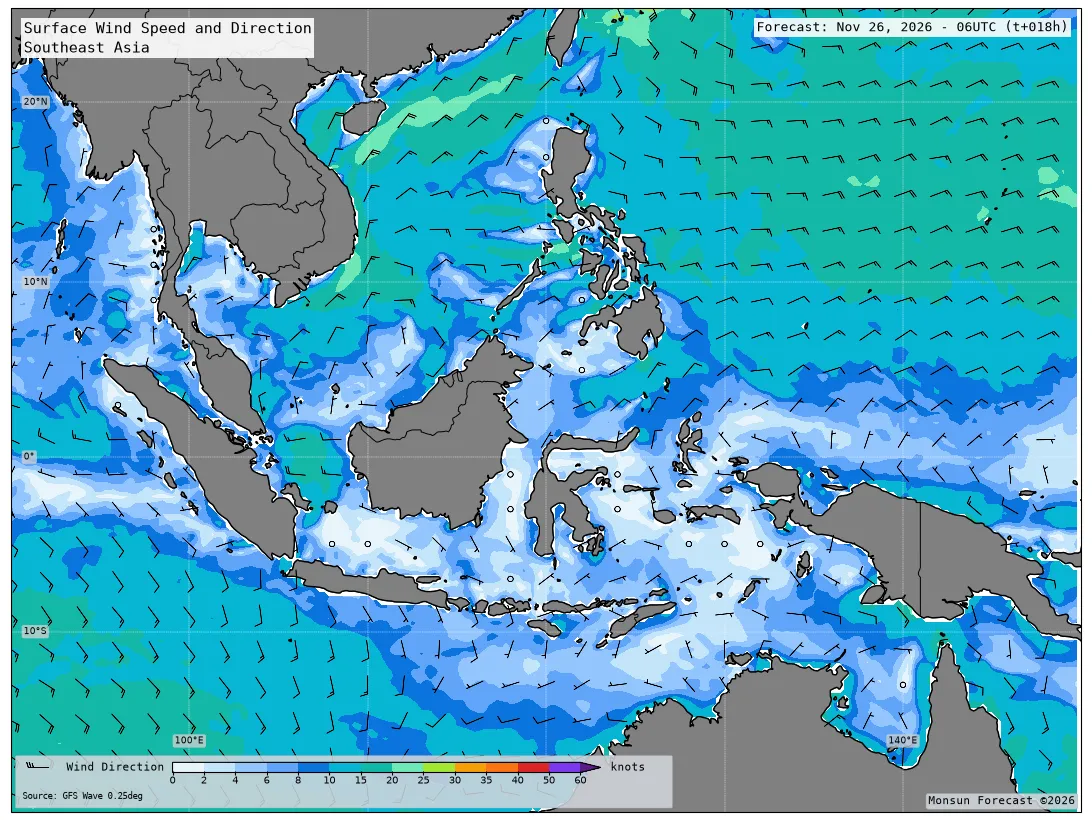 Surface Wind Speed and Direction
Southeast Asia
Forecast: Nov 26, 2026 - 06UTC (t+018h)
20°N
10°N
0°
10°S
100°E
140°E
Wind Direction
0 2 4 6 8 10 15 20 25 30 35 40 50 60
knots
Source: GFS Wave 0.25deg
Monsun Forecast ©2026